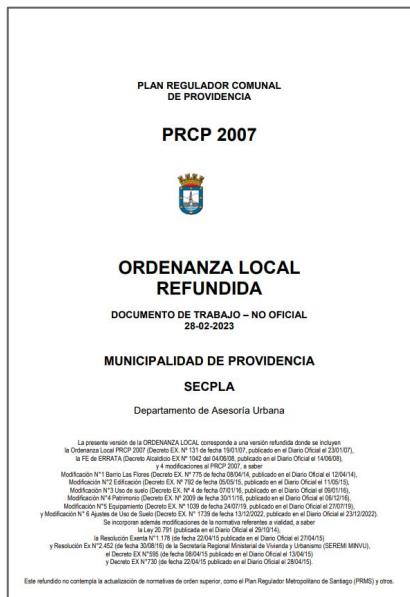 PLAN REGULADOR COMUNAL
DE PROVIDENCIA
PRCP 2007
ORDENANZA LOCAL
REFUNDIDA
DOCUMENTO DE TRABAJO – NO OFICIAL
28-02-2023
MUNICIPALIDAD DE PROVIDENCIA
SECPLA
Departamento de Asesoría Urbana
La presente versión de la ORDENANZA LOCAL corresponde a una versión refundida donde se incluyen
la Ordenanza Local PRCP 2007 (Decreto EX. Nº 131 de fecha 19/01/07, publicado en el Diario Oficial el 23/01/07),
la FE de ERRATA (Decreto Alcaldicio EX Nº 1042 del 04/06/08, publicado en el Diario Oficial el 14/06/08),
y 4 modificaciones al PRCP 2007, a saber
Modificación N°1 Barrio Las Flores (Decreto EX. Nº 775 de fecha 08/04/14, publicado en el Diario Oficial el 12/04/14),
Modificación N°2 Edificación (Decreto EX. Nº 792 de fecha 05/05/15, publicado en el Diario Oficial el 11/05/15),
Modificación N°3 Uso de suelo (Decreto EX. Nº 4 de fecha 07/01/16, publicado en el Diario Oficial el 09/01/16),
Modificación N°4 Patrimonio (Decreto EX. Nº 2009 de fecha 30/11/16, publicado en el Diario Oficial el 06/12/16),
Modificación N°5 Equipamiento (Decreto EX. Nº 1039 de fecha 24/07/19, publicado en el Diario Oficial el 27/07/19),
y Modificación N° 6 Ajustes de Uso de Suelo (Decreto EX. N° 1739 de fecha 13/12/2022, publicado en el Diario Oficial el 23/12/2022).
Se incorporan además modificaciones de la normativa referentes a vialidad, a saber
la Ley 20.791 (publicada en el Diario Oficial el 29/10/14),
la Resolución Exenta N°1.178 (de fecha 22/04/15 publicado en el Diario Oficial el 27/04/15)
y Resolución Ex N°2.452 (de fecha 30/08/16) de la Secretaría Regional Ministerial de Vivienda y Urbanismo (SEREMI MINVU),
el Decreto EX N°595 (de fecha 08/04/15 publicado el Diario Oficial el 13/04/15)
y Decreto EX N°730 (de fecha 22/04/15 publicado en el Diario Oficial el 28/04/15).
Este refundido no contempla la actualización de normativas de orden superior, como el Plan Regulador Metropolitano de Santiago (PRMS) y otros.